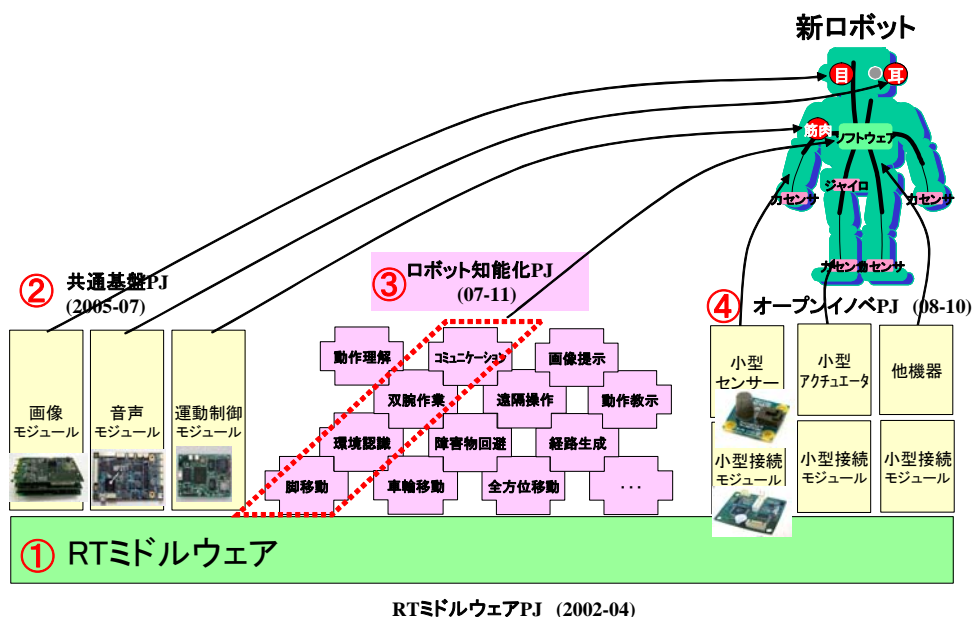 新ロボット
目
耳
筋肉
ソフトウェア
ジャイロ
力センサ
力センサ
力センサ
力センサ
② 共通基盤PJ
(2005-07)
③ ロボット知能化PJ
(07-11)
④ オープンイノベPJ (08-10)
画像
モジュール
音声
モジュール
運動制御
モジュール
動作理解
コミュニケーション
画像提示
双腕作業
遠隔操作
動作教示
環境認識
障害物回避
経路生成
脚移動
車輪移動
全方位移動
・・・
小型
センサー
小型
アクチュエータ
他機器
小型接続
モジュール
小型接続
モジュール
小型接続
モジュール
① RTミドルウェア
RTミドルウェアPJ (2002-04)